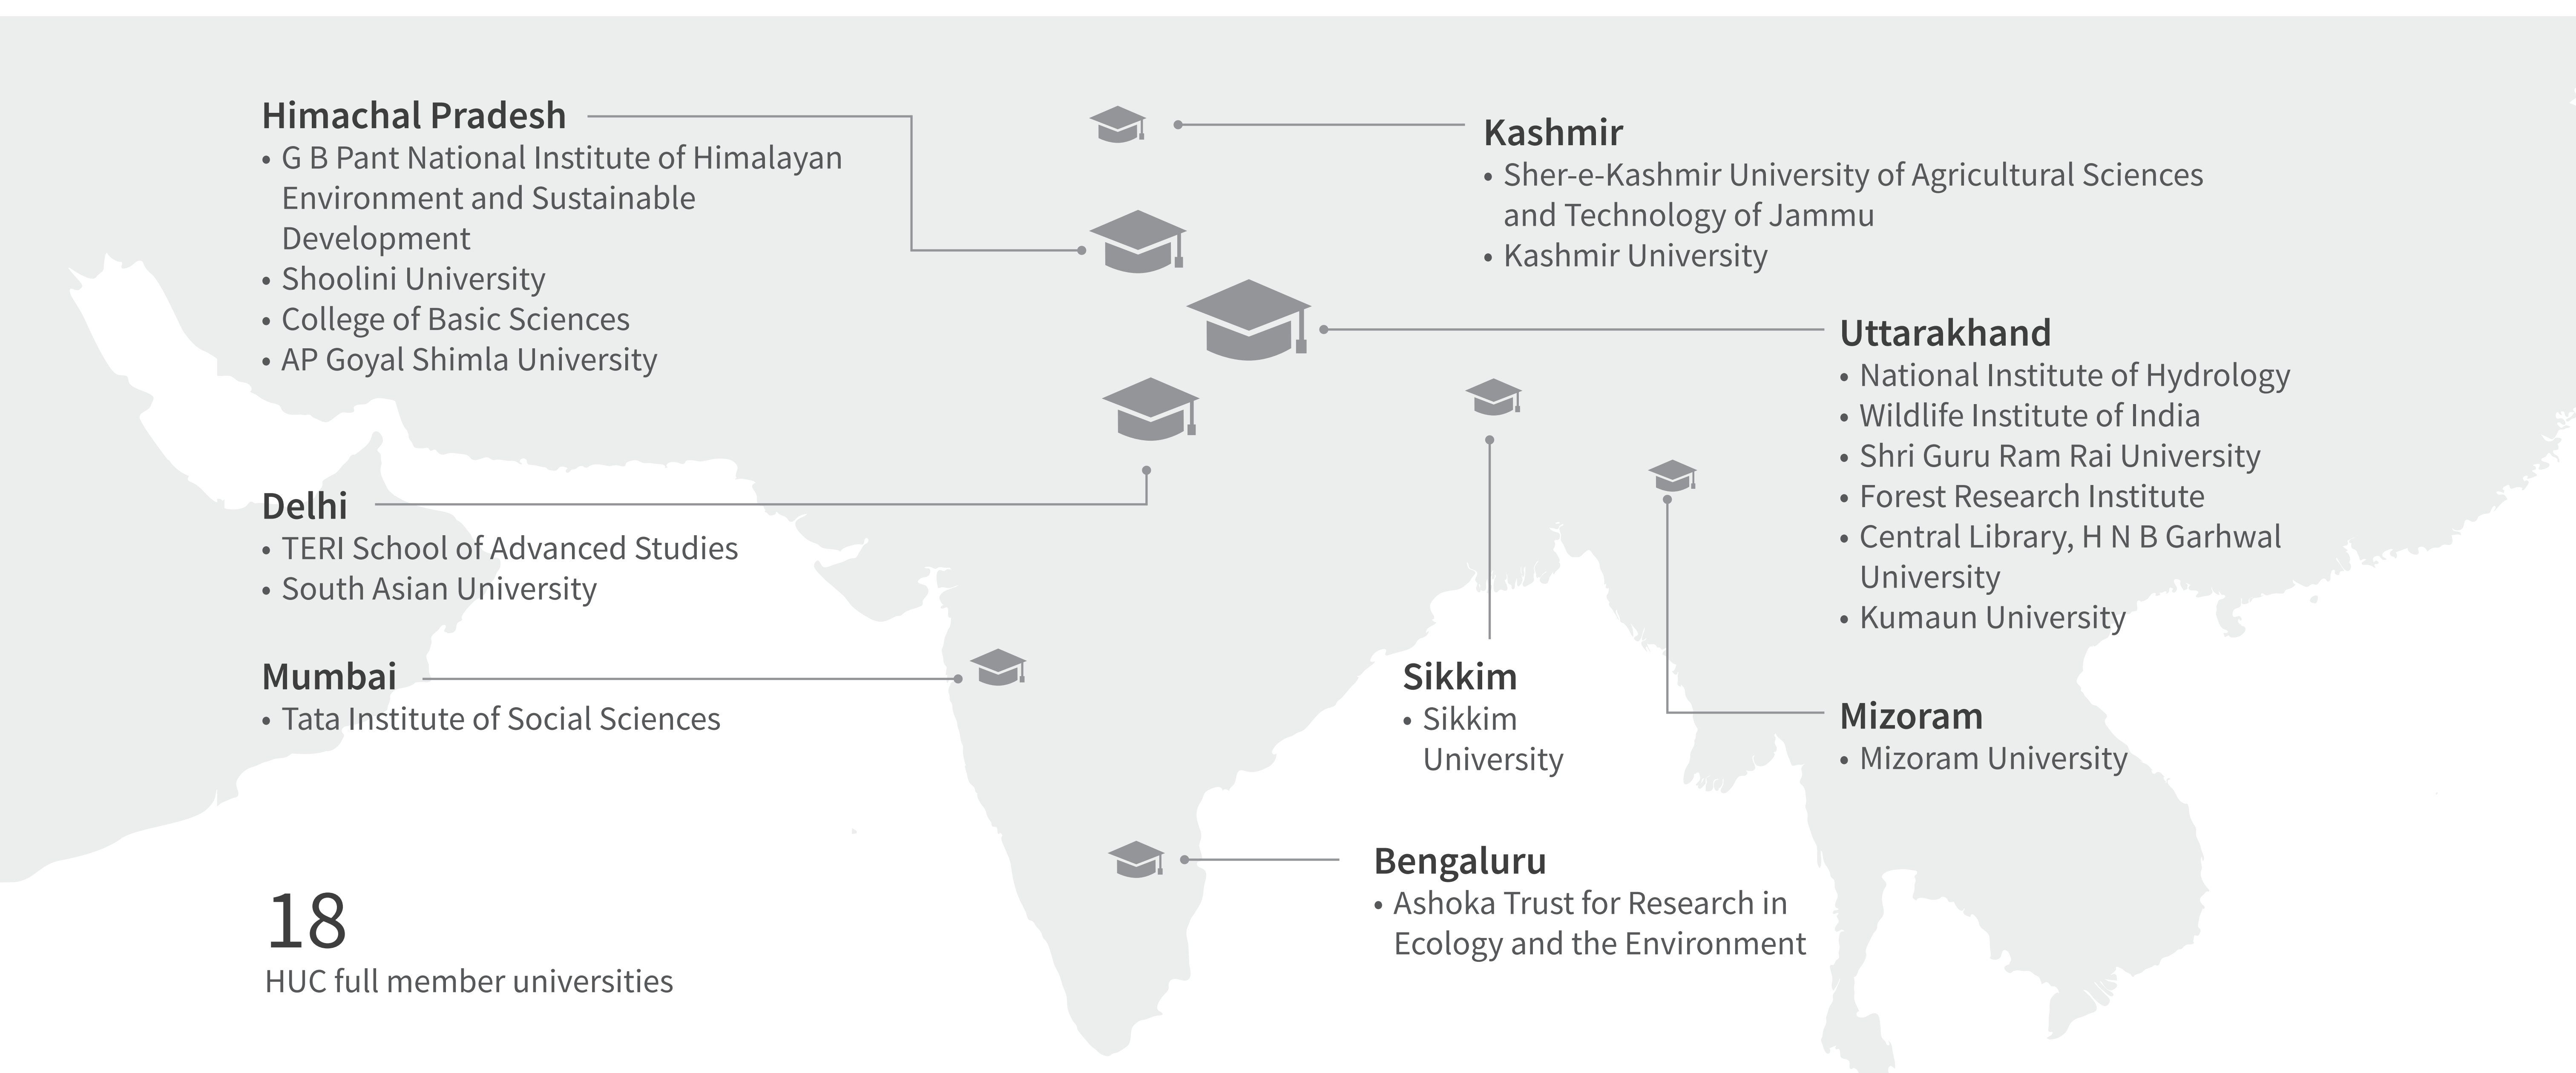 Himachal Pradesh
• G B Pant National Institute of Himalayan
Environment and Sustainable
Development
• Shoolini University
• College of Basic Sciences
• AP Goyal Shimla University
Kashmir
• Sher-e-Kashmir University of Agricultural Sciences
and Technology of Jammu
• Kashmir University
Uttarakhand
• National Institute of Hydrology
• Wildlife Institute of India
• Shri Guru Ram Rai University
• Forest Research Institute
• Central Library, H N B Garhwal
University
• Kumaun University
Delhi
• TERI School of Advanced Studies
• South Asian University
Mumbai
• Tata Institute of Social Sciences
Sikkim
• Sikkim
University
Mizoram
• Mizoram University
Bengaluru
• Ashoka Trust for Research in
Ecology and the Environment
18
HUC full member universities